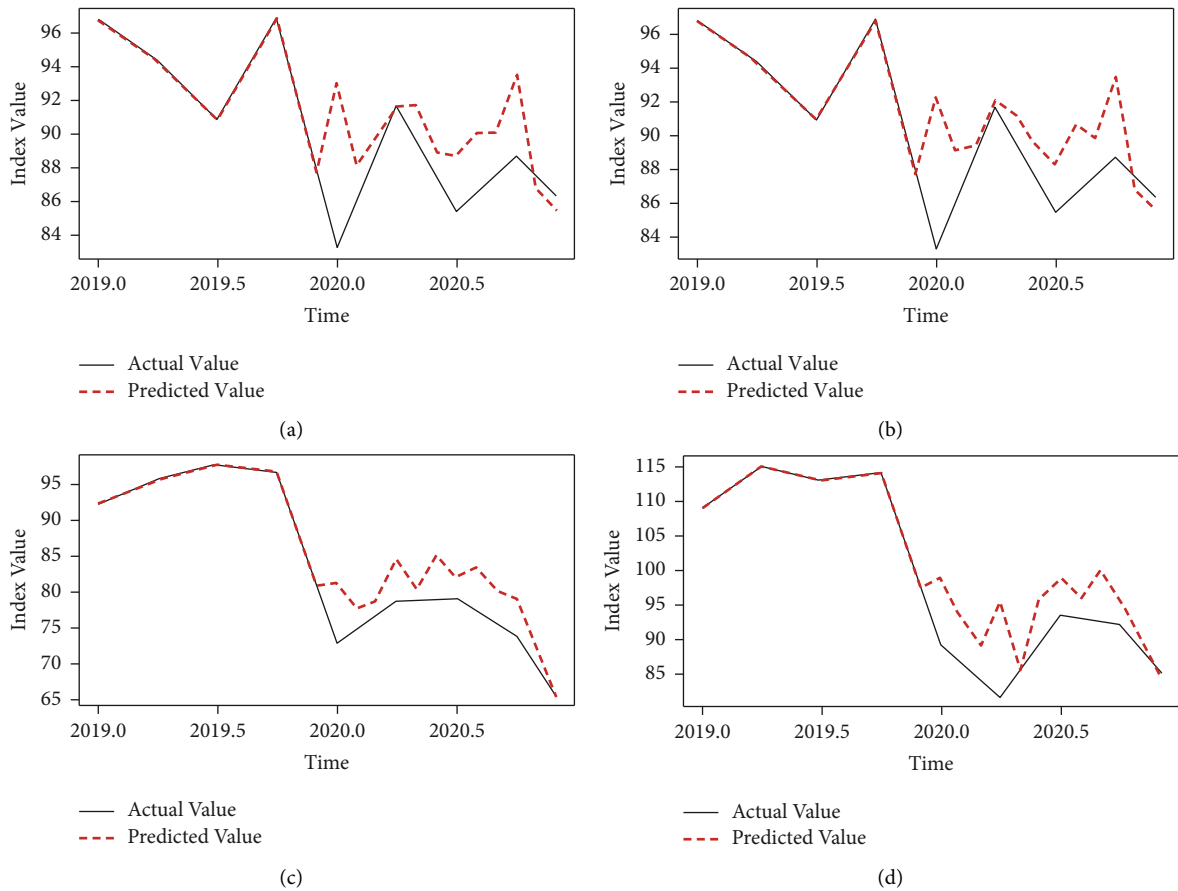 96
94
92
90
88
86
84
Index Value
2019.0 2019.5 2020.0 2020.5
Time
Actual Value
Predicted Value
(a)
96
94
92
90
88
86
84
Index Value
2019.0 2019.5 2020.0 2020.5
Time
Actual Value
Predicted Value
(b)
95
90
85
80
75
70
65
Index Value
2019.0 2019.5 2020.0 2020.5
Time
Actual Value
Predicted Value
(c)
115
110
105
100
95
90
85
Index Value
2019.0 2019.5 2020.0 2020.5
Time
Actual Value
Predicted Value
(d)